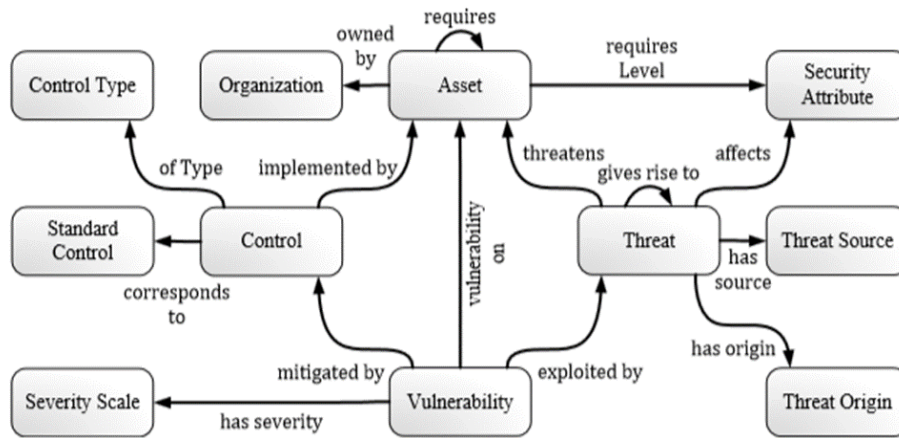 requires
owned
by
requires
Level
Control Type
Organization
Asset
Security
Attribute
of Type
implemented by
threatens
affects
gives rise to
Standard
Control
Control
vulnerability
on
Threat
Threat Source
has
source
corresponds
to
mitigated by
exploited by
has origin
Severity Scale
has severity
Vulnerability
Threat Origin